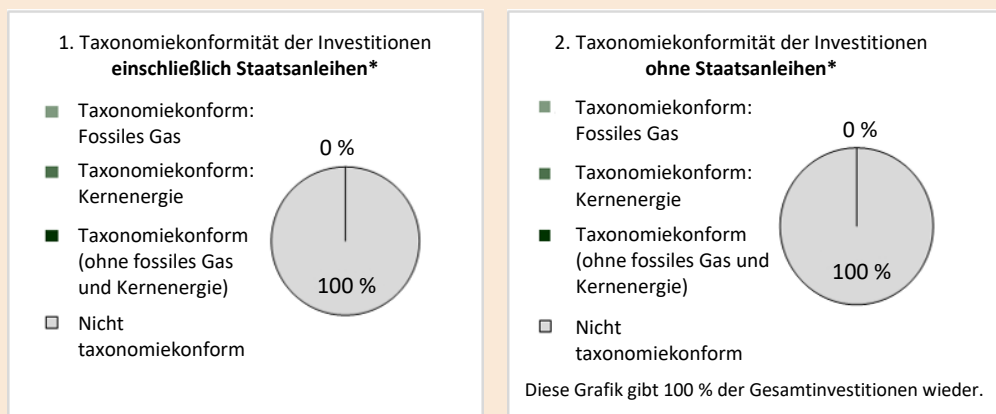 1. Taxonomiekonformität der Investitionen
einschließlich Staatsanleihen*
Taxonomiekonform:
Fossiles Gas
Taxonomiekonform:
Kernenergie
Taxonomiekonform
(ohne fossiles Gas
und Kernenergie)
Nicht
taxonomiekonform
0 %
100 %
2. Taxonomiekonformität der Investitionen
ohne Staatsanleihen*
Taxonomiekonform:
Fossiles Gas
Taxonomiekonform:
Kernenergie
Taxonomiekonform
(ohne fossiles Gas und
Kernenergie)
Nicht
taxonomiekonform
0 %
100 %
Diese Grafik gibt 100 % der Gesamtinvestitionen wieder.